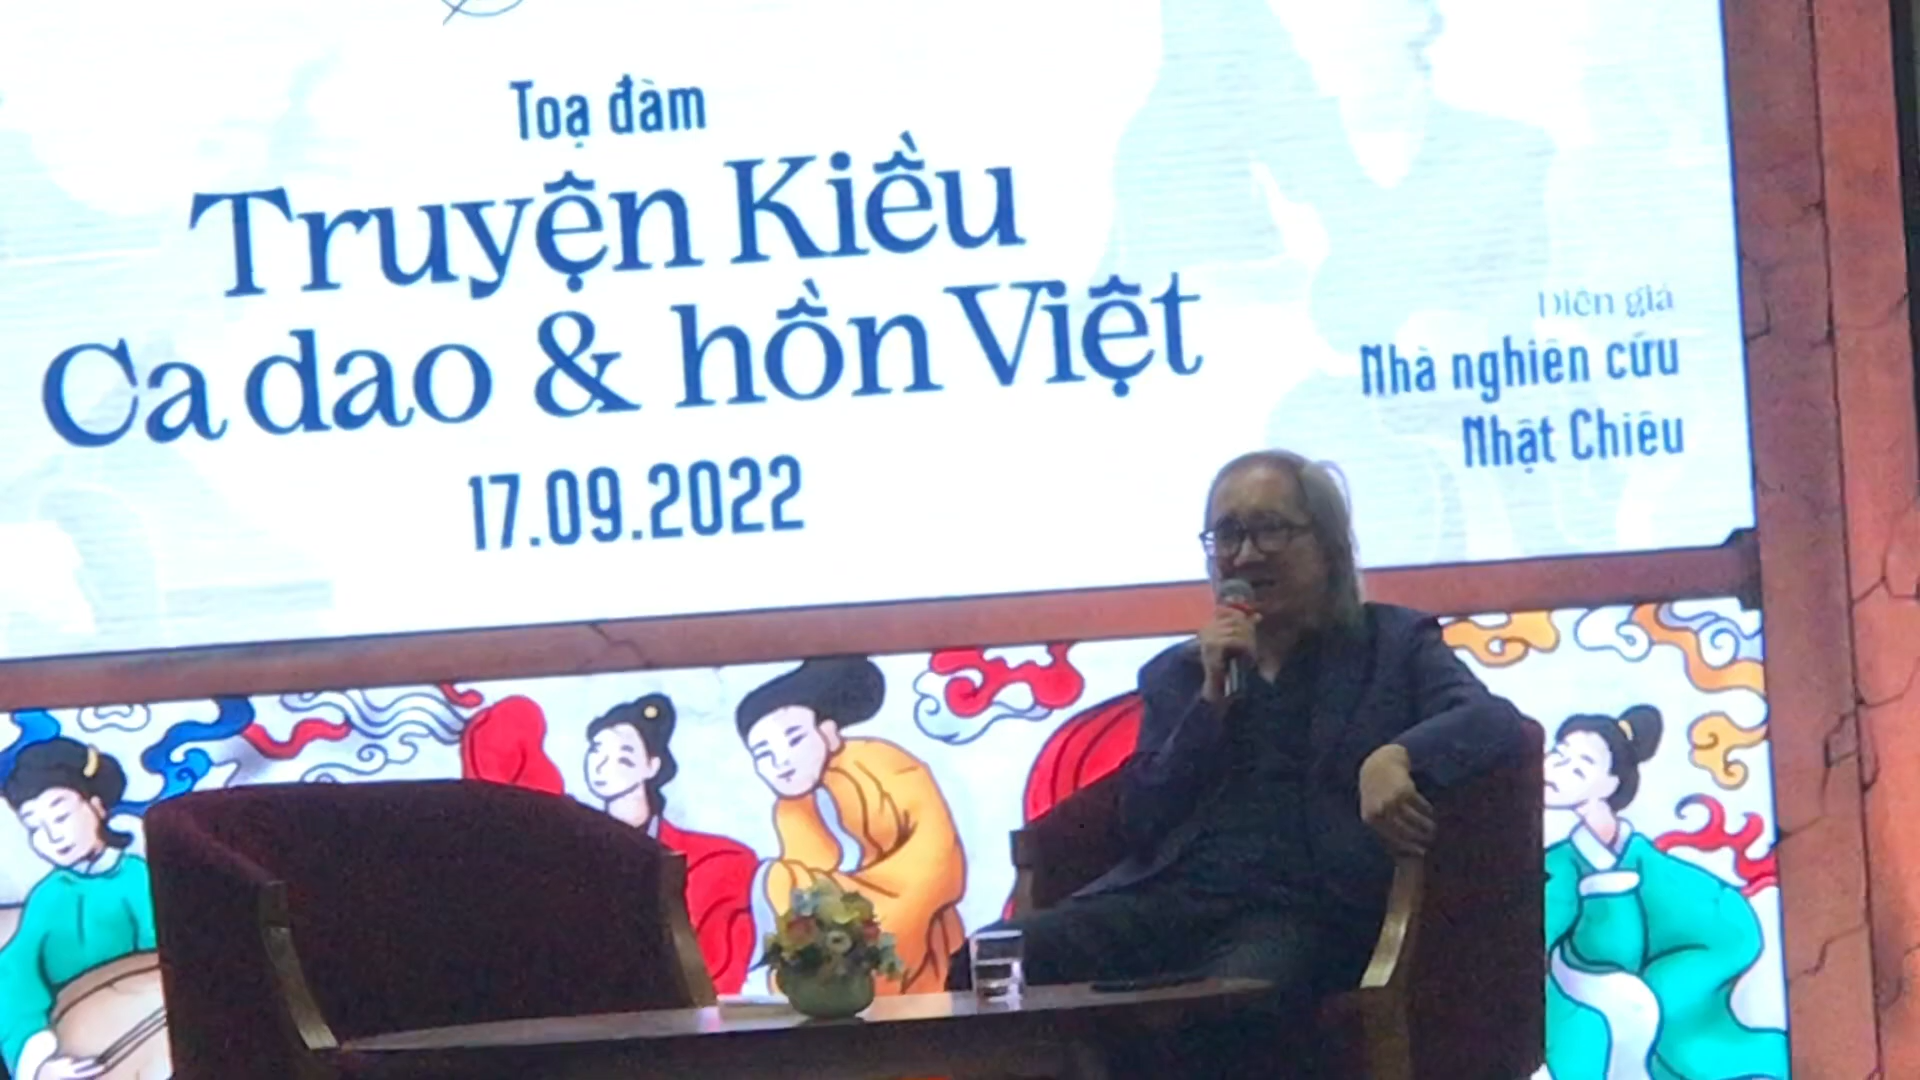 Toạ đàm
Truyện Kiều
Ca dao & hồn Việt
17.09.2022
Diễn giả
Nhà nghiên cứu
Nhật Chiêu